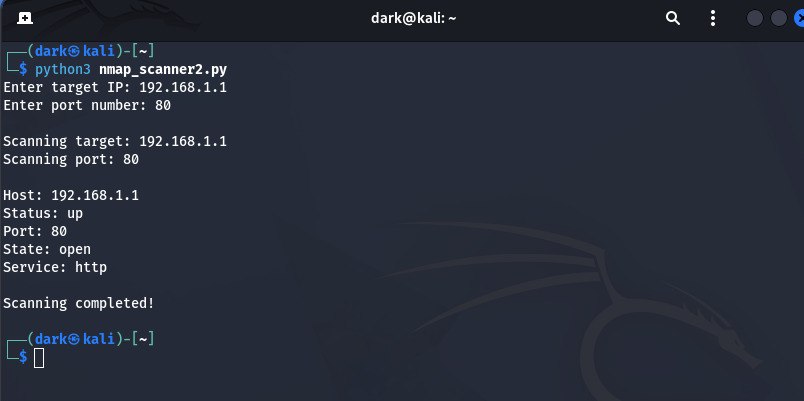 dark@kali: ~
┌──(dark㉿kali)-[~]
└─$ python3 nmap_scanner2.py
Enter target IP: 192.168.1.1
Enter port number: 80
Scanning target: 192.168.1.1
Scanning port: 80
Host: 192.168.1.1
Status: up
Port: 80
State: open
Service: http
Scanning completed!
┌──(dark㉿kali)-[~]
└─$